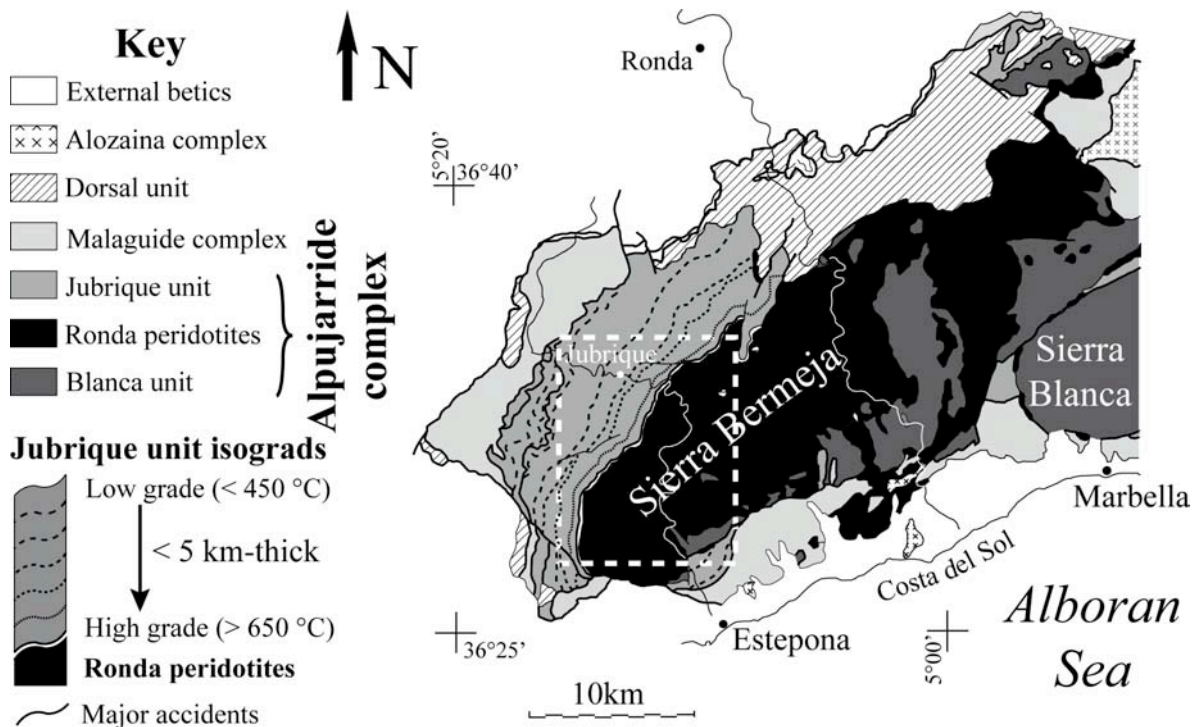 Key
External betics
Alozaina complex
Dorsal unit
Malaguide complex
Jubrique unit
Ronda peridotites
Blanca unit
Alpujarride
complex
Jubrique unit isograds
Low grade (< 450 °C)
< 5 km-thick
High grade (> 650 °C)
Ronda peridotites
Major accidents
N
Ronda
5°20'
36°40'
Jubrique
Sierra Bermeja
Sierra
Blanca
Marbella
Costa del Sol
Estepona
36°25'
5°00'
Alboran
Sea
10km